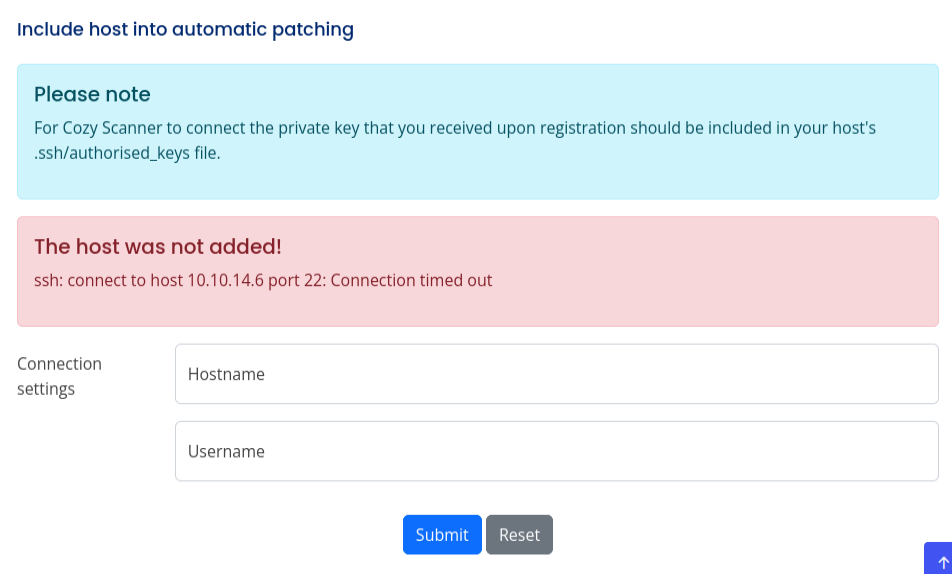 Include host into automatic patching
Please note
For Cozy Scanner to connect the private key that you received upon registration should be included in your host's
.ssh/authorised_keys file.
The host was not added!
ssh: connect to host 10.10.14.6 port 22: Connection timed out
Connection
settings
Hostname
Username
Submit
Reset